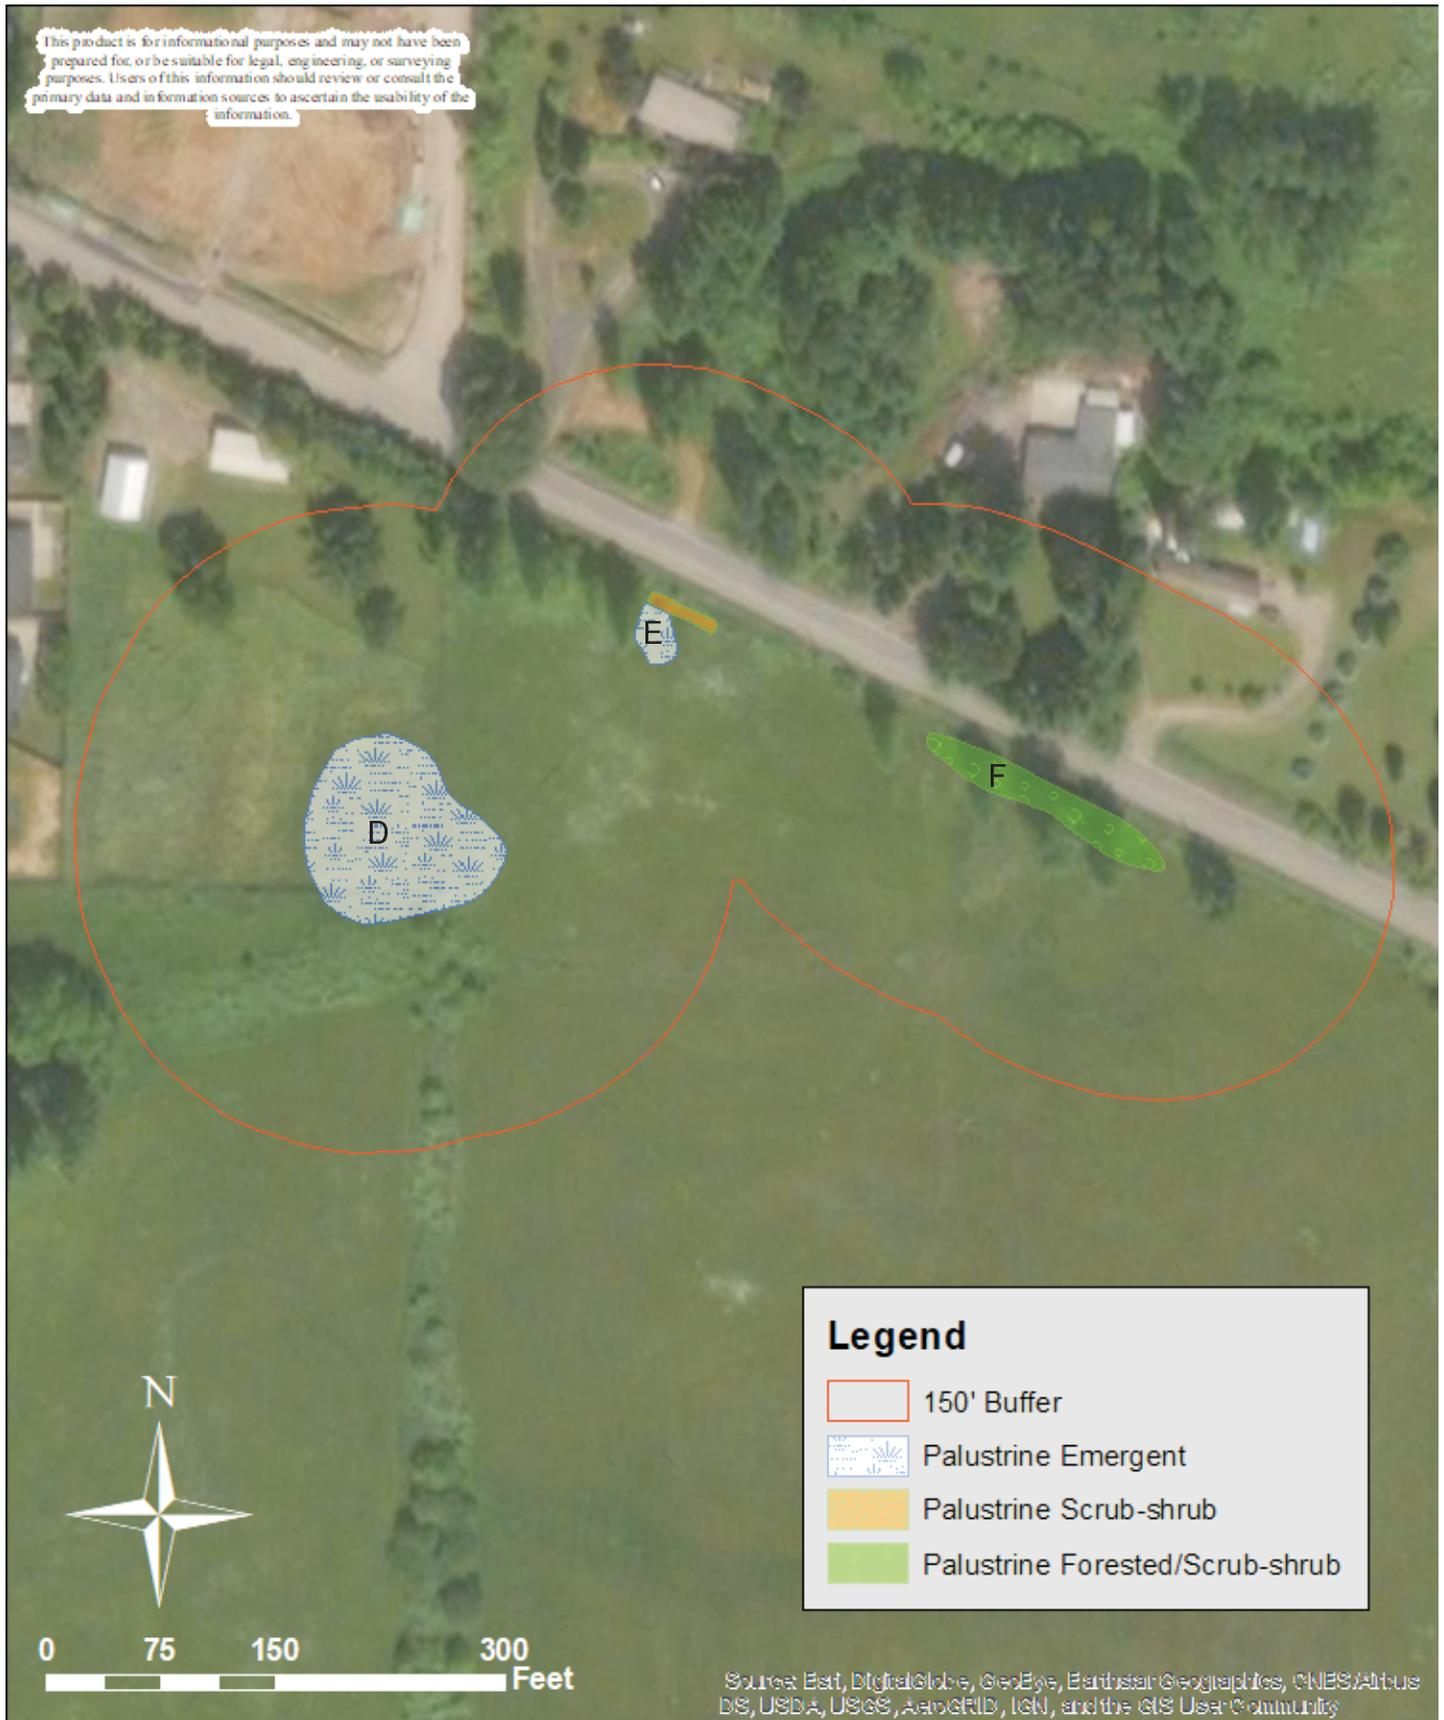 This product is for informational purposes and may not have been
prepared for, or be suitable for legal, engineering, or surveying
purposes. Users of this information should review or consult the
primary data and information sources to ascertain the usability of the
information.
E
F
D
Legend
150' Buffer
Palustrine Emergent
Palustrine Scrub-shrub
Palustrine Forested/Scrub-shrub
N
0 75 150 300
Feet
Source: Esri, DigitalGlobe, GeoEye, Earthstar Geographics, CNES/Airbus
DS, USDA, USGS, AeroGRID, IGN, and the GIS User Community